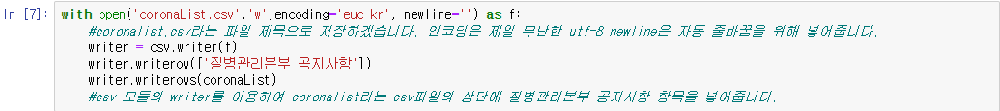 In [7]: with open('coronaList.csv','w',encoding='euc-kr', newline='') as f:
#coronalist.csv라는 파일 제목으로 저장하겠습니다. 인코딩은 제일 무난한 utf-8 newline은 자동 줄바꿈을 위해 넣어줍니다.
writer = csv.writer(f)
writer.writerow(['질병관리본부 공지사항'])
writer.writerows(coronaList)
#csv 모듈의 writer를 이용하여 coronalist라는 csv파일의 상단에 질병관리본부 공지사항 항목을 넣어줍니다.